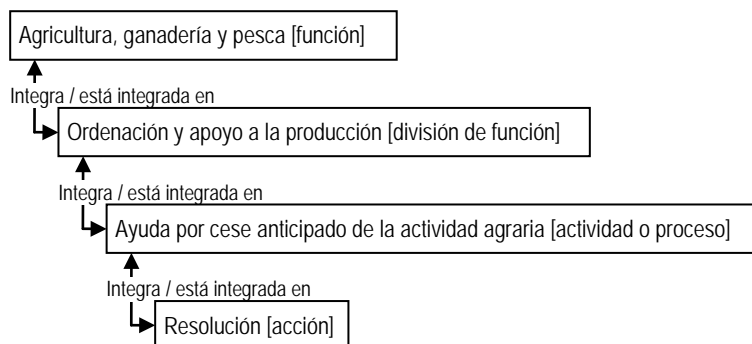 Agricultura, ganadería y pesca [función]
Integra / está integrada en
Ordenación y apoyo a la producción [división de función]
Integra / está integrada en
Ayuda por cese anticipado de la actividad agraria [actividad o proceso]
Integra / está integrada en
Resolución [acción]